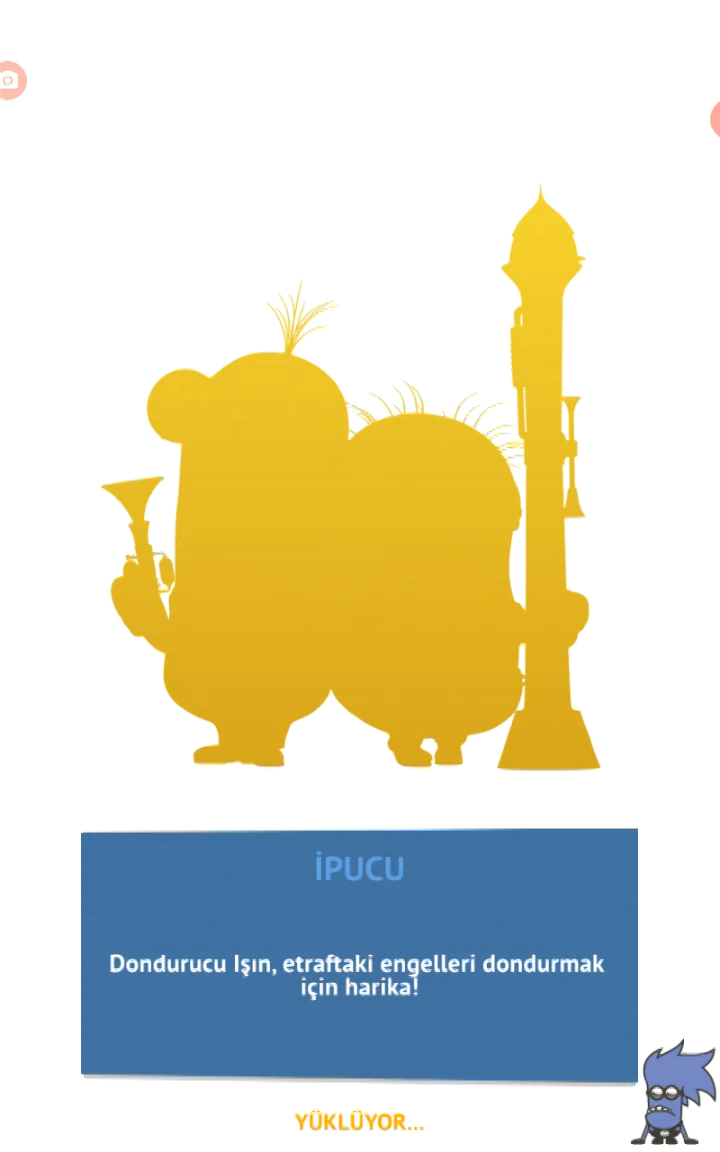 İPUCU
Dondurucu Işın, etraftaki engelleri dondurmak
için harika!
YÜKLÜYOR...